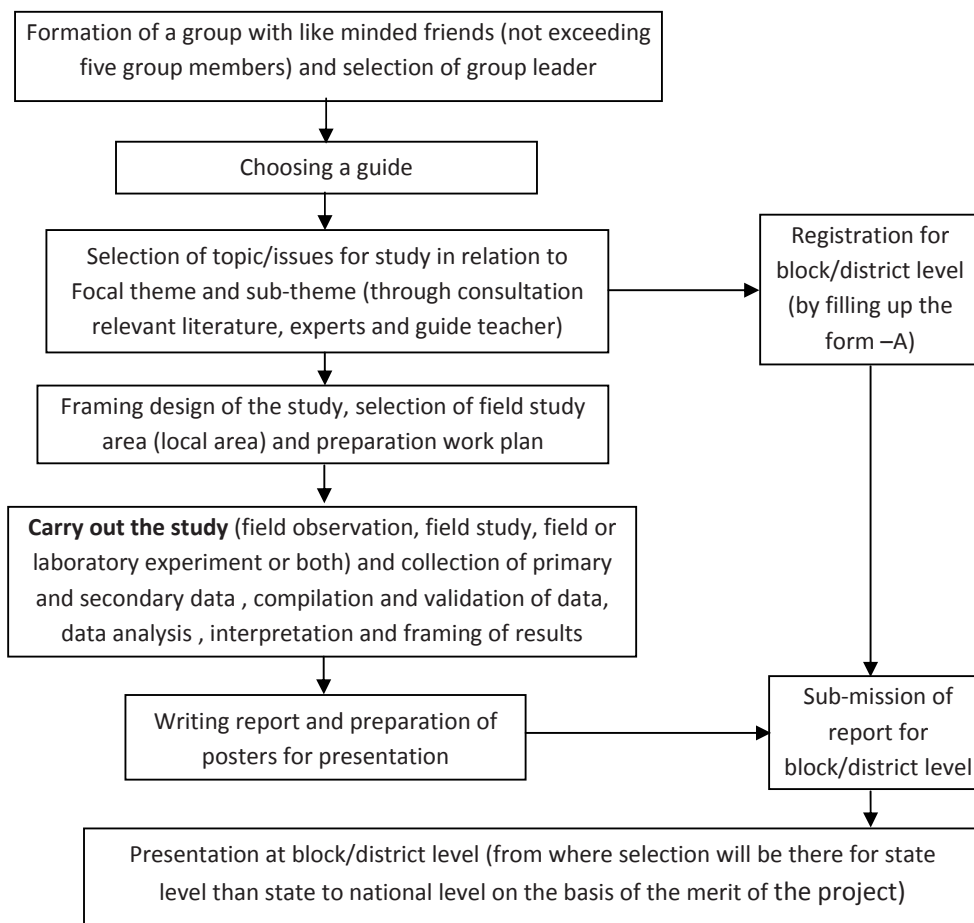 Formation of a group with like minded friends (not exceeding
five group members) and selection of group leader
Choosing a guide
Selection of topic/issues for study in relation to
Focal theme and sub-theme (through consultation
relevant literature, experts and guide teacher)
Registration for
block/district level
(by filling up the
form –A)
Framing design of the study, selection of field study
area (local area) and preparation work plan
Carry out the study (field observation, field study, field or
laboratory experiment or both) and collection of primary
and secondary data , compilation and validation of data,
data analysis , interpretation and framing of results
Writing report and preparation of
posters for presentation
Sub-mission of
report for
block/district level
Presentation at block/district level (from where selection will be there for state
level than state to national level on the basis of the merit of the project)